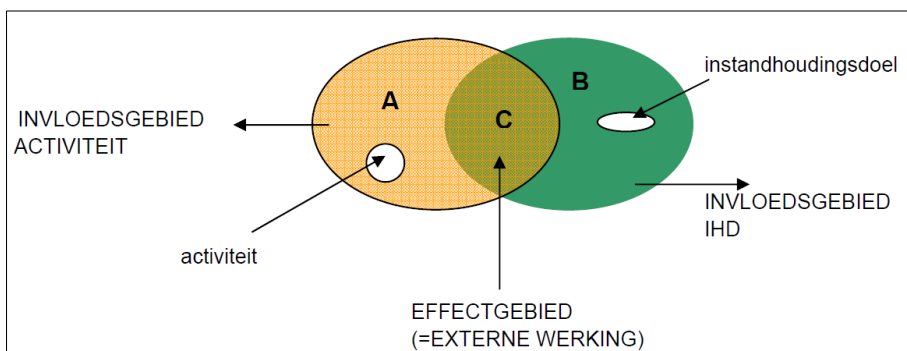 A
B
C
instandhoudingsdoel
INVLOEDSGEBIED
ACTIVITEIT
INVLOEDSGEBIED
IHD
activiteit
EFFECTGEBIED
(=EXTERNE WERKING)